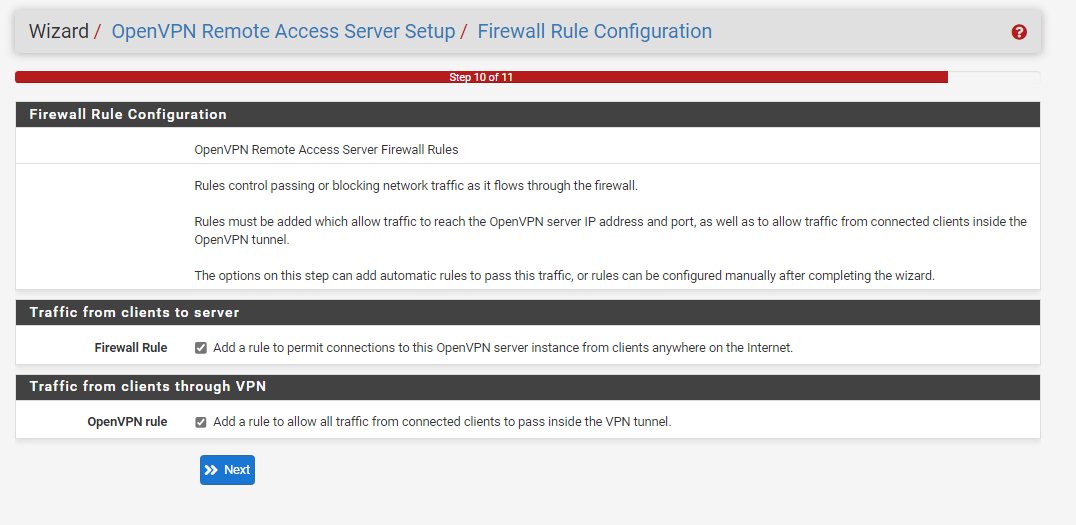 Wizard / OpenVPN Remote Access Server Setup / Firewall Rule Configuration
Step 10 of 11
Firewall Rule Configuration
OpenVPN Remote Access Server Firewall Rules
Rules control passing or blocking network traffic as it flows through the firewall.
Rules must be added which allow traffic to reach the OpenVPN server IP address and port, as well as to allow traffic from connected clients inside the
OpenVPN tunnel.
The options on this step can add automatic rules to pass this traffic, or rules can be configured manually after completing the wizard.
Traffic from clients to server
Firewall Rule Add a rule to permit connections to this OpenVPN server instance from clients anywhere on the Internet.
Traffic from clients through VPN
OpenVPN rule Add a rule to allow all traffic from connected clients to pass inside the VPN tunnel.
Next